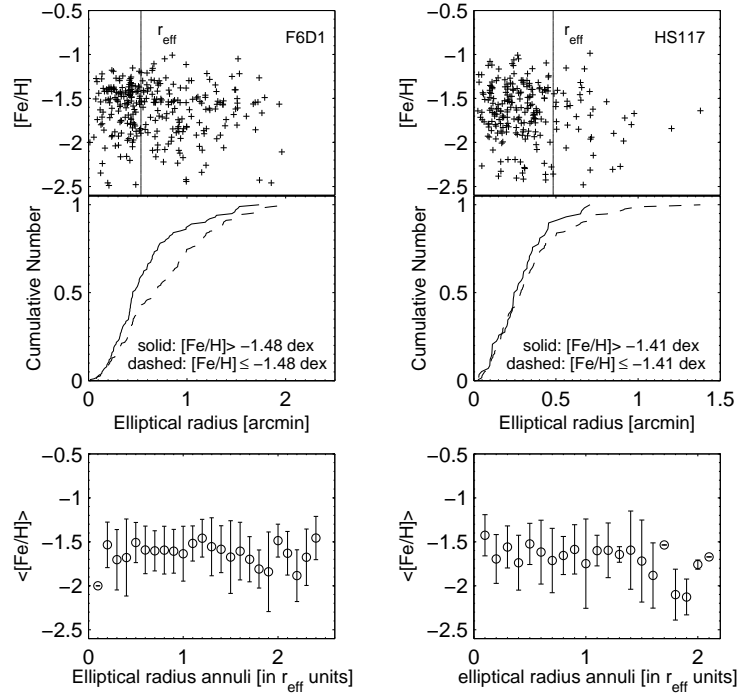 F6D1
r_eff
[Fe/H]
−0.5
−1
−1.5
−2
−2.5
Cumulative Number
1
0.5
0
solid: [Fe/H]> −1.48 dex
dashed: [Fe/H] ≤ −1.48 dex
0 1 2
Elliptical radius [arcmin]
HS117
r_eff
[Fe/H]
−0.5
−1
−1.5
−2
−2.5
Cumulative Number
1
0.5
0
solid: [Fe/H]> −1.41 dex
dashed: [Fe/H] ≤ −1.41 dex
0 0.5 1 1.5
Elliptical radius [arcmin]
<[Fe/H]>
−0.5
−1
−1.5
−2
−2.5
0 1 2
Elliptical radius annuli [in r_eff units]
<[Fe/H]>
−0.5
−1
−1.5
−2
−2.5
0 1 2
elliptical radius annuli [in r_eff units]